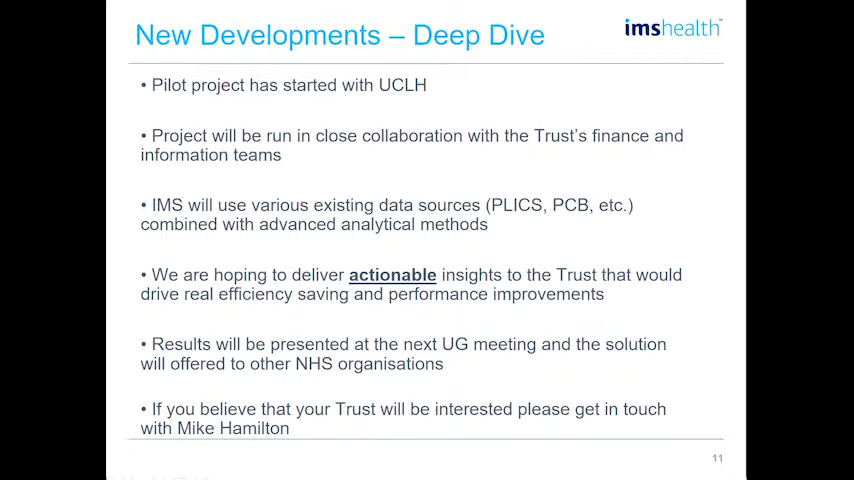 New Developments – Deep Dive
imshealth™
• Pilot project has started with UCLH
• Project will be run in close collaboration with the Trust's finance and
information teams
• IMS will use various existing data sources (PLICS, PCB, etc.)
combined with advanced analytical methods
• We are hoping to deliver actionable insights to the Trust that would
drive real efficiency saving and performance improvements
• Results will be presented at the next UG meeting and the solution
will offered to other NHS organisations
• If you believe that your Trust will be interested please get in touch
with Mike Hamilton
11